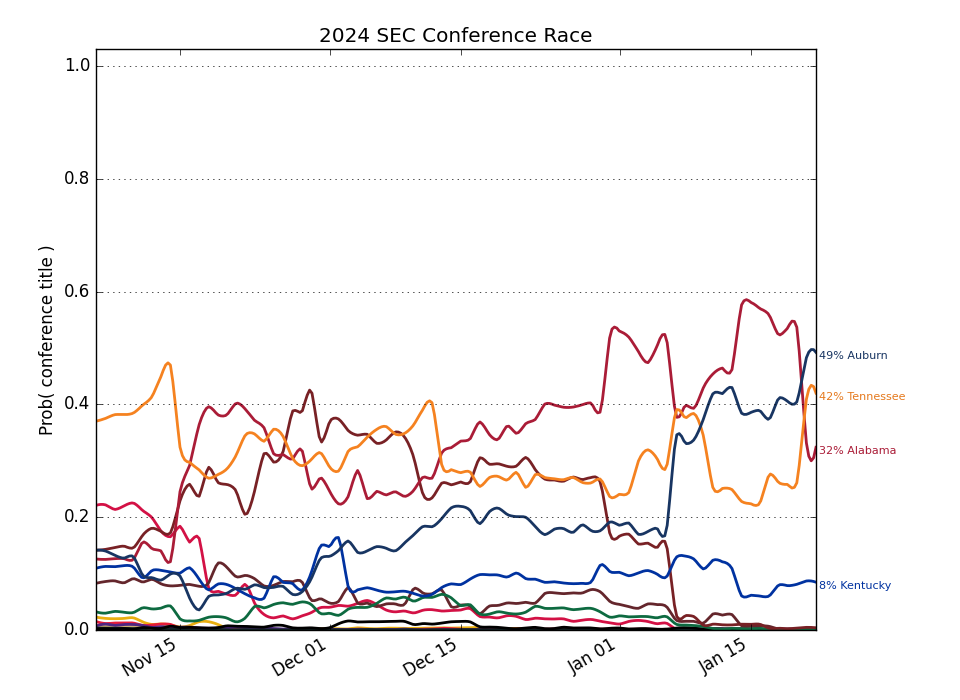 2024 SEC Conference Race
Prob( conference title )
1.0
0.8
0.6
0.4
0.2
0.0
49% Auburn
42% Tennessee
32% Alabama
8% Kentucky
Nov 15
Dec 01
Dec 15
Jan 01
Jan 15